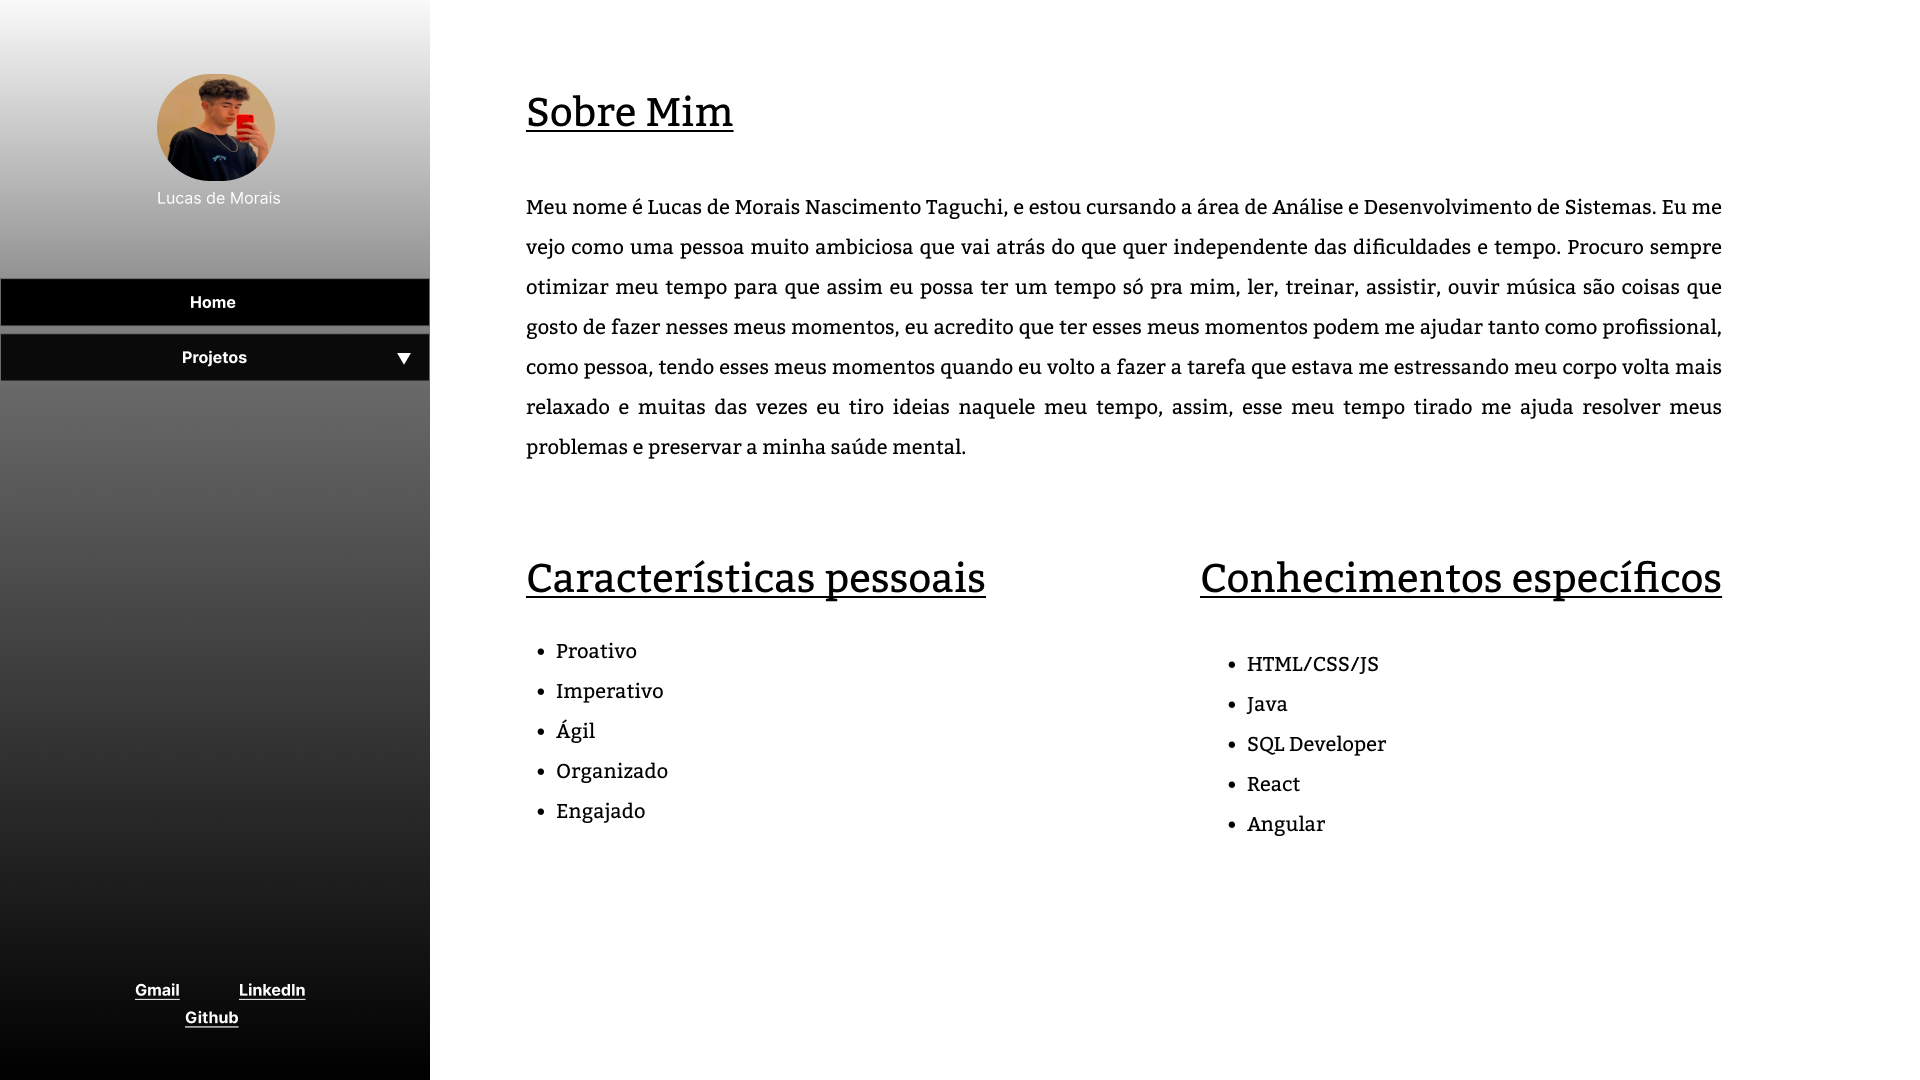 Lucas de Morais
Home
Projetos
Gmail
LinkedIn
Github
Sobre Mim
Meu nome é Lucas de Morais Nascimento Taguchi, e estou cursando a área de Análise e Desenvolvimento de Sistemas. Eu me
vejo como uma pessoa muito ambiciosa que vai atrás do que quer independente das dificuldades e tempo. Procuro sempre
otimizar meu tempo para que assim eu possa ter um tempo só pra mim, ler, treinar, assistir, ouvir música são coisas que
gosto de fazer nesses meus momentos, eu acredito que ter esses meus momentos podem me ajudar tanto como profissional,
como pessoa, tendo esses meus momentos quando eu volto a fazer a tarefa que estava me estressando meu corpo volta mais
relaxado e muitas das vezes eu tiro ideias naquele meu tempo, assim, esse meu tempo tirado me ajuda resolver meus
problemas e preservar a minha saúde mental.
Características pessoais
• Proativo
• Imperativo
• Ágil
• Organizado
• Engajado
Conhecimentos específicos
• HTML/CSS/JS
• Java
• SQL Developer
• React
• Angular